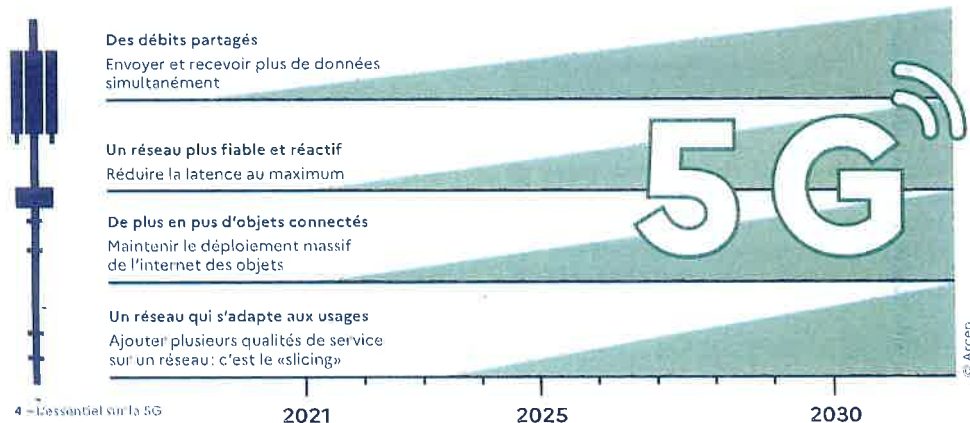 Des débits partagés
Envoyer et recevoir plus de données
simultanément
Un réseau plus fiable et réactif
Réduire la latence au maximum
De plus en pus d'objets connectés
Maintenir le déploiement massif
de l'internet des objets
Un réseau qui s'adapte aux usages
Ajouter plusieurs qualités de service
sur un réseau: c'est le «slicing»
5G
© Arcep
4 – L'essentiel sur la 5G
2021 2025 2030